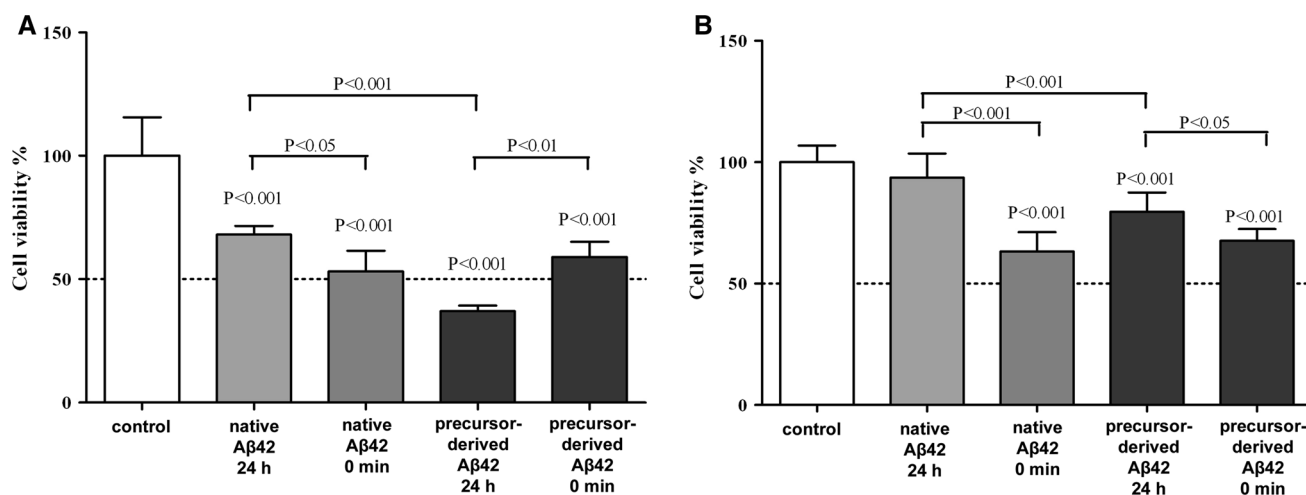 A
Cell viability %
150
100
50
0
P<0.001
P<0.05
P<0.01
P<0.001
P<0.001
P<0.001
P<0.001
control
native
Aβ42
24 h
native
Aβ42
0 min
precursor-
derived
Aβ42
24 h
precursor-
derived
Aβ42
0 min
B
Cell viability %
150
100
50
0
P<0.001
P<0.001
P<0.05
P<0.001
P<0.001
P<0.001
control
native
Aβ42
24 h
native
Aβ42
0 min
precursor-
derived
Aβ42
24 h
precursor-
derived
Aβ42
0 min